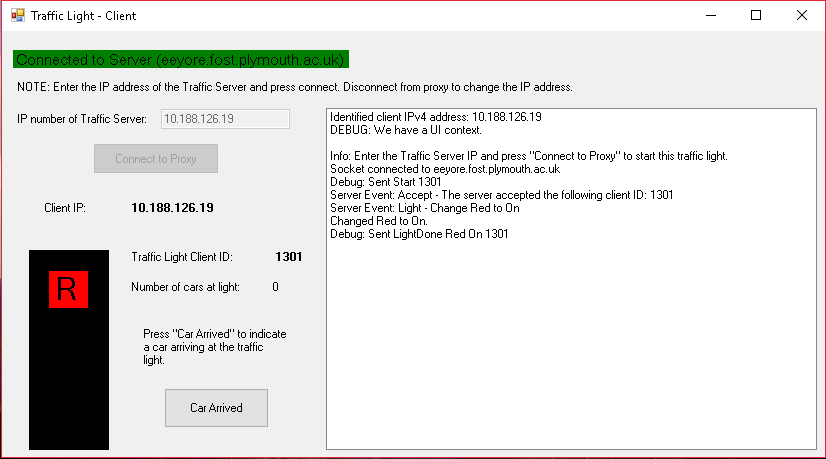 Traffic Light - Client
Connected to Server (eeyore.fost.plymouth.ac.uk)
NOTE: Enter the IP address of the Traffic Server and press connect. Disconnect from proxy to change the IP address.
IP number of Traffic Server:
10.188.126.19
Connect to Proxy
Client IP:
10.188.126.19
R
Traffic Light Client ID:
1301
Number of cars at light:
0
Press "Car Arrived" to indicate
a car arriving at the traffic
light.
Car Arrived
Identified client IPv4 address: 10.188.126.19
DEBUG: We have a UI context.
Info: Enter the Traffic Server IP and press "Connect to Proxy" to start this traffic light.
Socket connected to eeyore.fost.plymouth.ac.uk
Debug: Sent Start 1301
Server Event: Accept - The server accepted the following client ID: 1301
Server Event: Light - Change Red to On
Changed Red to On.
Debug: Sent LightDone Red On 1301